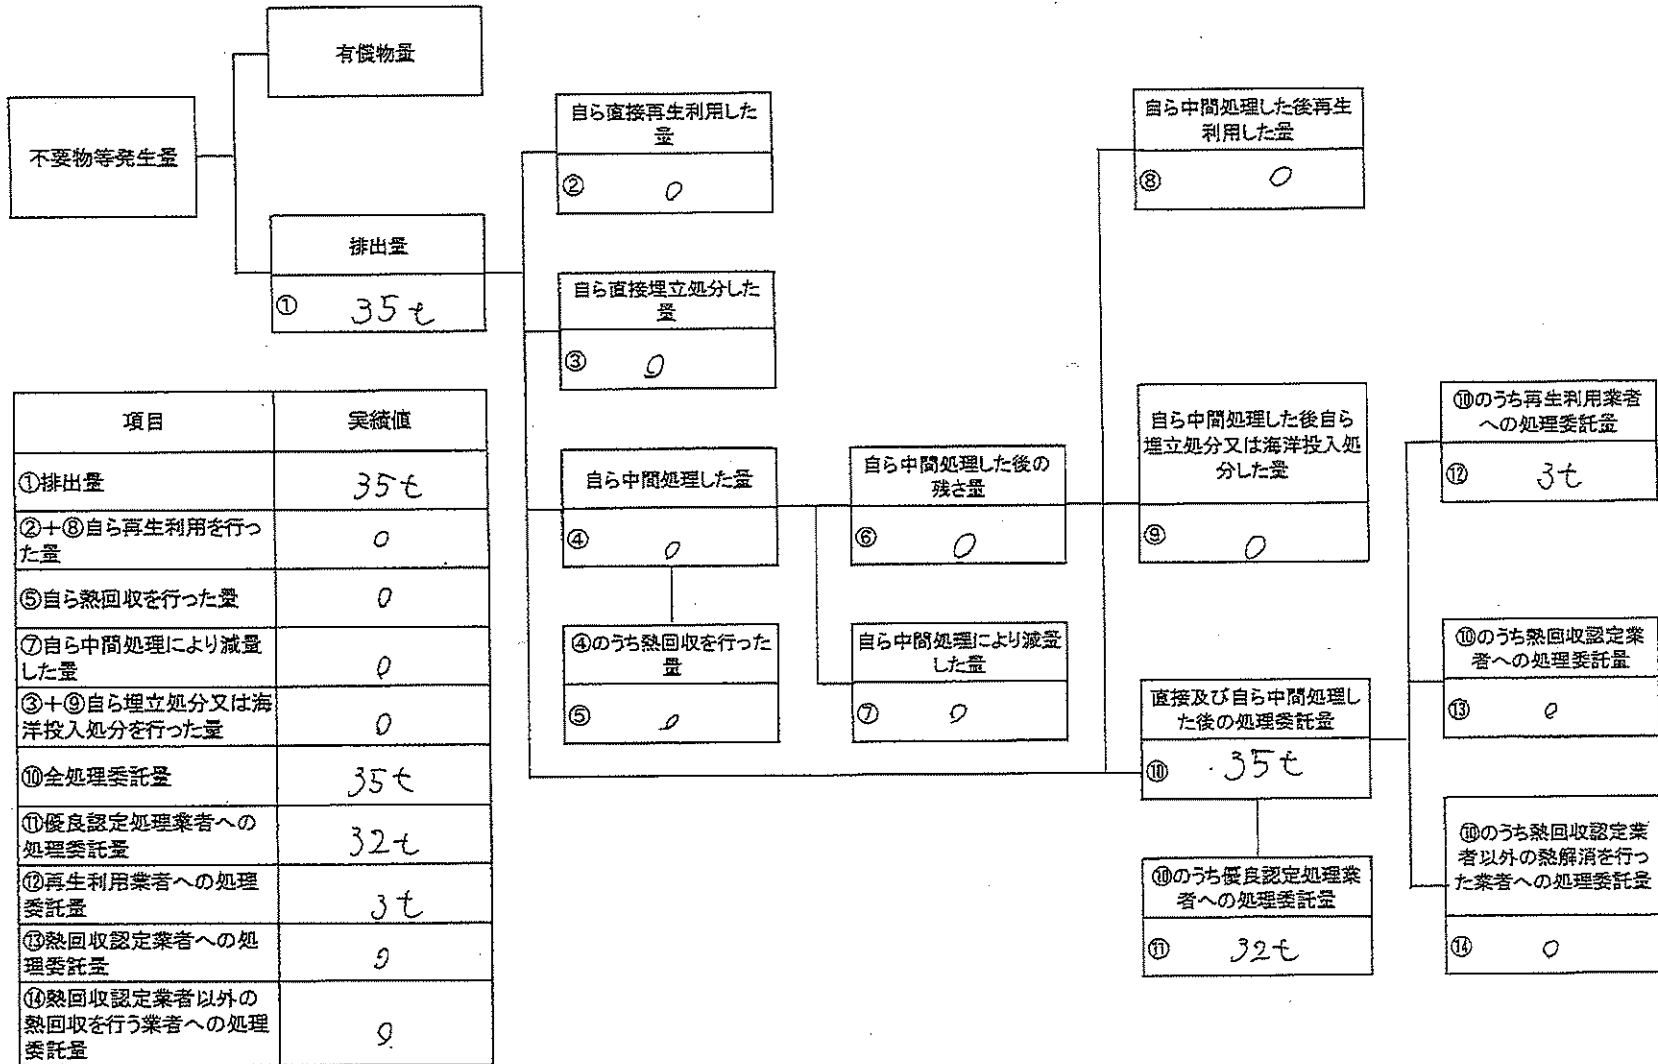 有償物量
不要物等発生量
排出量
① 35t
自ら直接再生利用した
量
② 0
自ら直接埋立処分した
量
③ 0
自ら中間処理した量
④ 0
④のうち熱回収を行った
量
⑤ 0
自ら中間処理した後の
残さ量
⑥ 0
自ら中間処理により減量
した量
⑦ 0
自ら中間処理した後再生
利用した量
⑧ 0
自ら中間処理した後自ら
埋立処分又は海洋投入処
分した量
⑨ 0
直接及び自ら中間処理し
た後の処理委託量
⑩ 35t
⑩のうち優良認定処理業
者への処理委託量
⑪ 32t
⑩のうち再生利用業者
への処理委託量
⑫ 3t
⑩のうち熱回収認定業
者への処理委託量
⑬ 0
⑩のうち熱回収認定業
者以外の熱解消を行っ
た業者への処理委託量
⑭ 0
項目 実績値
①排出量 35t
②+⑧自ら再生利用を行っ
た量 0
⑤自ら熱回収を行った量 0
⑦自ら中間処理により減量
した量 0
③+⑨自ら埋立処分又は海
洋投入処分を行った量 0
⑩全処理委託量 35t
⑪優良認定処理業者への
処理委託量 32t
⑫再生利用業者への処理
委託量 3t
⑬熱回収認定業者への処
理委託量 0
⑭熱回収認定業者以外の
熱回収を行う業者への処理
委託量 0